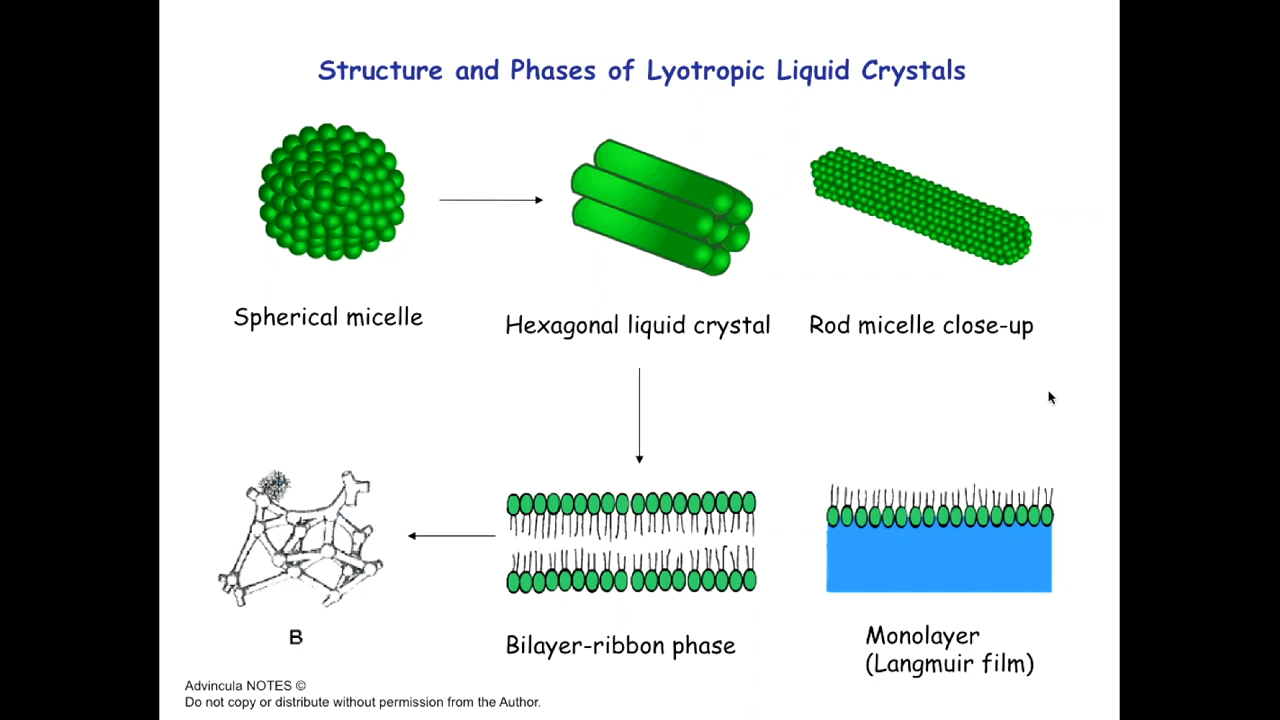 Structure and Phases of Lyotropic Liquid Crystals
Spherical micelle
Hexagonal liquid crystal
Rod micelle close-up
B
Bilayer-ribbon phase
Monolayer
(Langmuir film)
Advincula NOTES ©
Do not copy or distribute without permission from the Author.